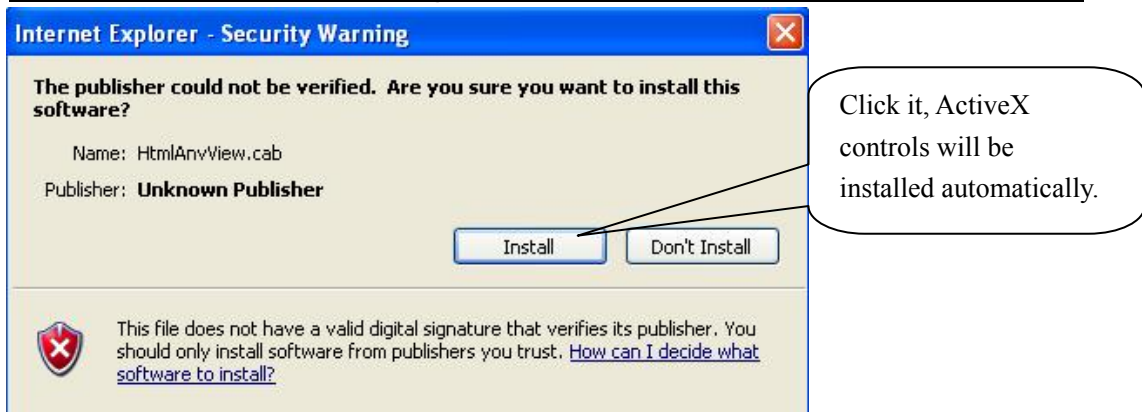 Internet Explorer - Security Warning
The publisher could not be verified. Are you sure you want to install this
software?
Name: HtmlAnvView.cab
Publisher: Unknown Publisher
Install
Don't Install
This file does not have a valid digital signature that verifies its publisher. You
should only install software from publishers you trust. How can I decide what
software to install?
Click it, ActiveX
controls will be
installed automatically.